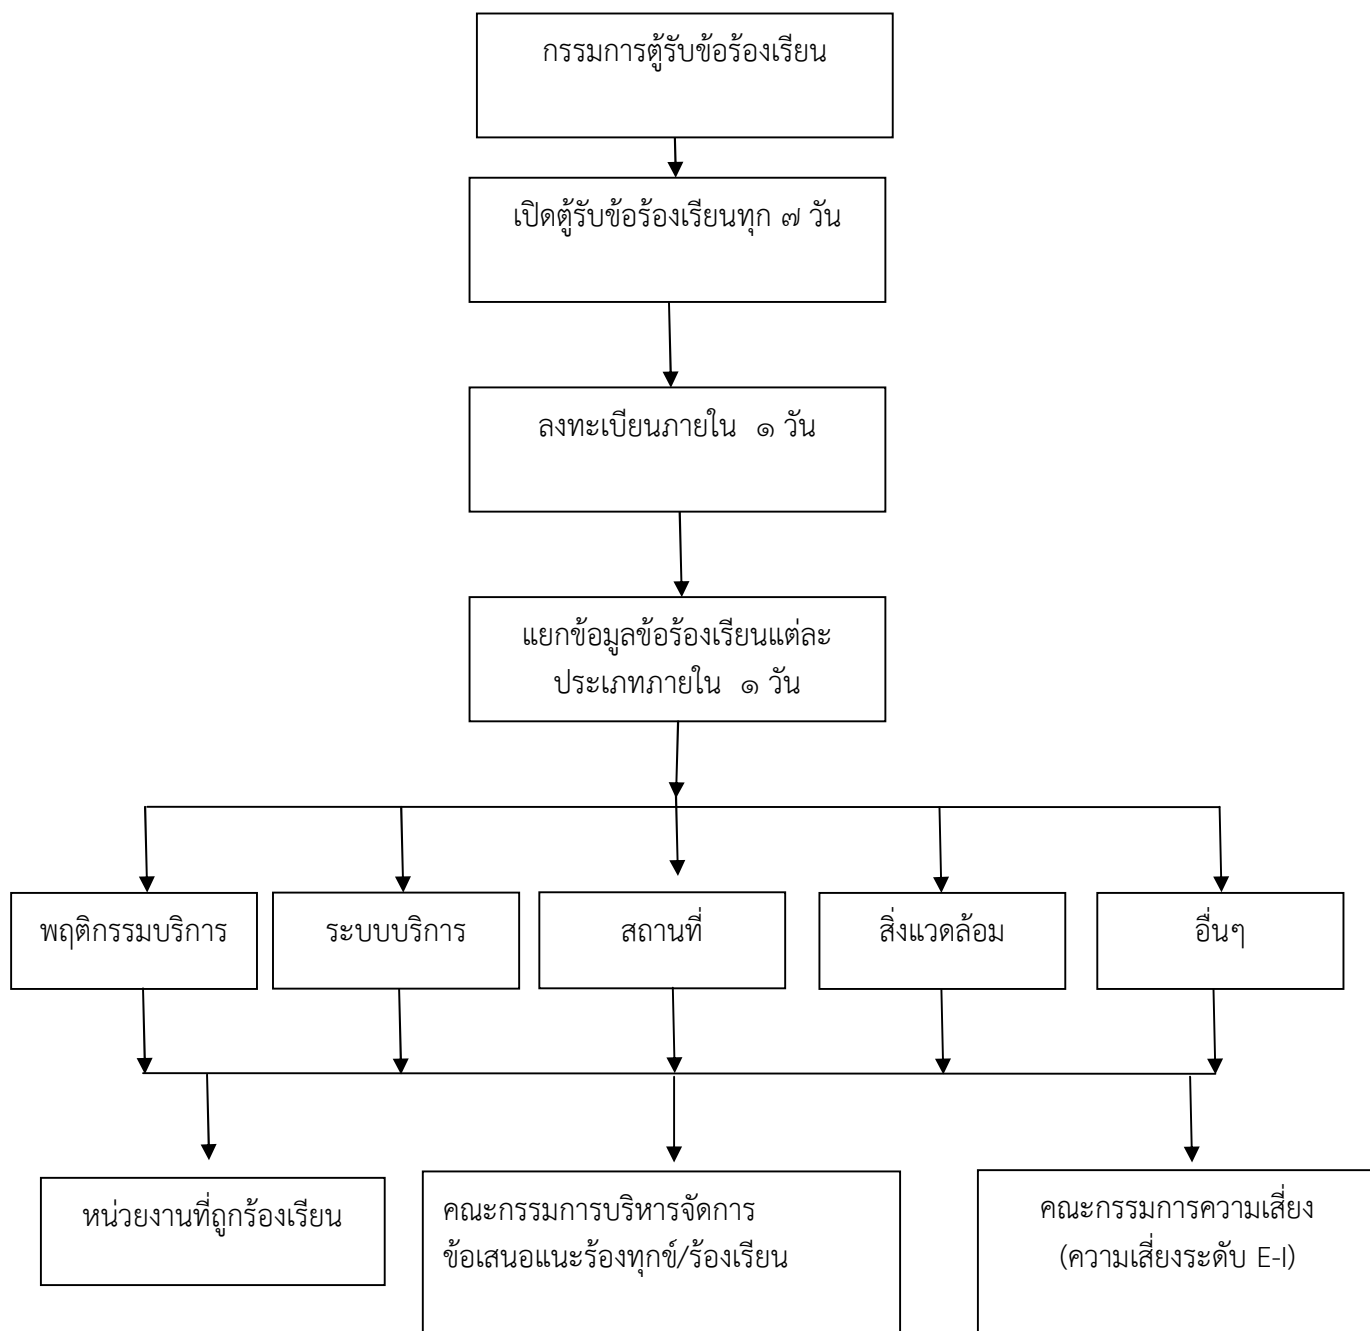 กรรมการตู้รับข้อร้องเรียน
เปิดตู้รับข้อร้องเรียนทุก ๗ วัน
ลงทะเบียนภายใน ๑ วัน
แยกข้อมูลข้อร้องเรียนแต่ละ
ประเภทภายใน ๑ วัน
พฤติกรรมบริการ
ระบบบริการ
สถานที่
สิ่งแวดล้อม
อื่นๆ
หน่วยงานที่ถูกร้องเรียน
คณะกรรมการบริหารจัดการ
ข้อเสนอแนะร้องทุกข์/ร้องเรียน
คณะกรรมการความเสี่ยง
(ความเสี่ยงระดับ E-I)